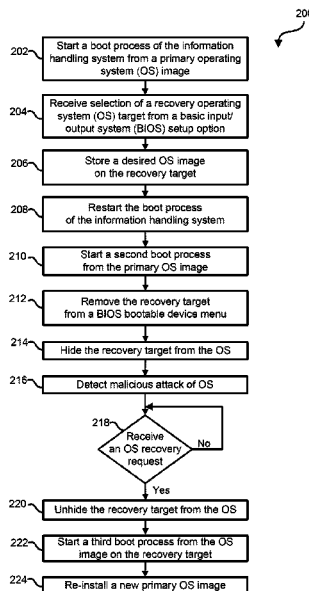 200
202
Start a boot process of the information
handling system from a primary operating
system (OS) image
204
Receive selection of a recovery operating
system (OS) target from a basic input/
output system (BIOS) setup option
206
Store a desired OS image
on the recovery target
208
Restart the boot process
of the information handling system
210
Start a second boot process
from the primary OS image
212
Remove the recovery target
from a BIOS bootable device menu
214
Hide the recovery target from the OS
216
Detect malicious attack of OS
218
Receive
an OS recovery
request
No
Yes
220
Unhide the recovery target from the OS
222
Start a third boot process from the OS
image on the recovery target
224
Re-install a new primary OS image